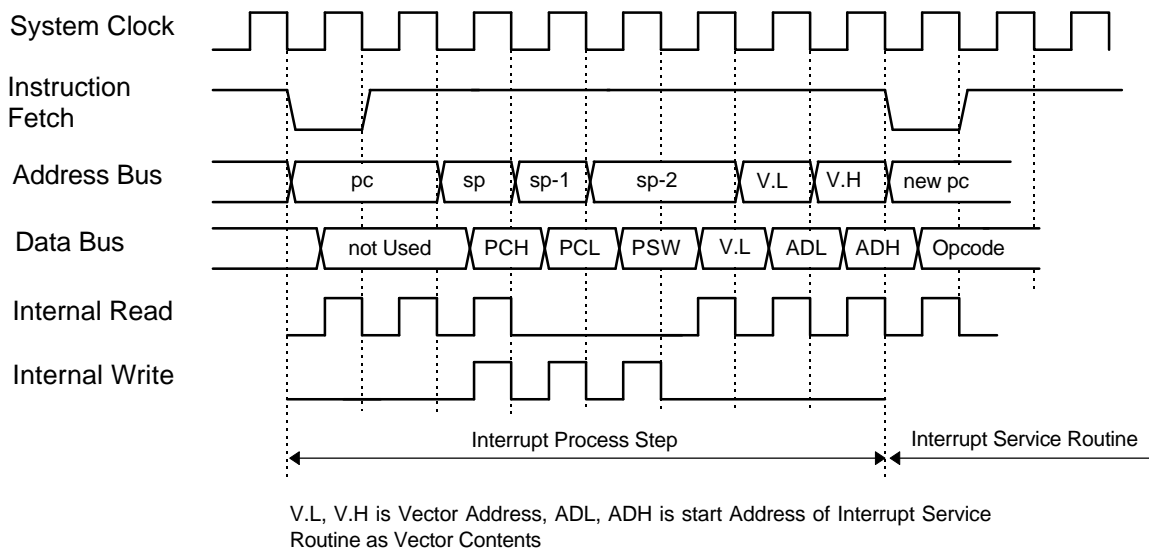 System Clock
Instruction
Fetch
Address Bus
pc
sp
sp-1
sp-2
V.L
V.H
new pc
Data Bus
not Used
PCH
PCL
PSW
V.L
ADL
ADH
Opcode
Internal Read
Internal Write
Interrupt Process Step
Interrupt Service Routine
V.L, V.H is Vector Address, ADL, ADH is start Address of Interrupt Service
Routine as Vector Contents